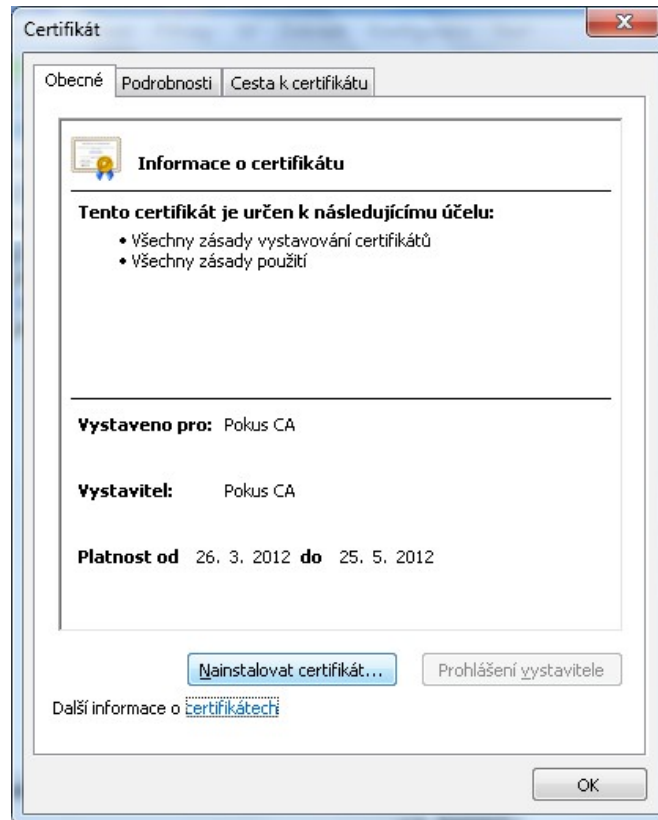 Certifikát
Obecné Podrobnosti Cesta k certifikátu
Informace o certifikátu
Tento certifikát je určen k následujícímu účelu:
• Všechny zásady vystavování certifikátů
• Všechny zásady použití
Vystaveno pro: Pokus CA
Vystavitel: Pokus CA
Platnost od 26. 3. 2012 do 25. 5. 2012
Nainstalovat certifikát... Prohlášení vystavitele
Další informace o certifikátech
OK